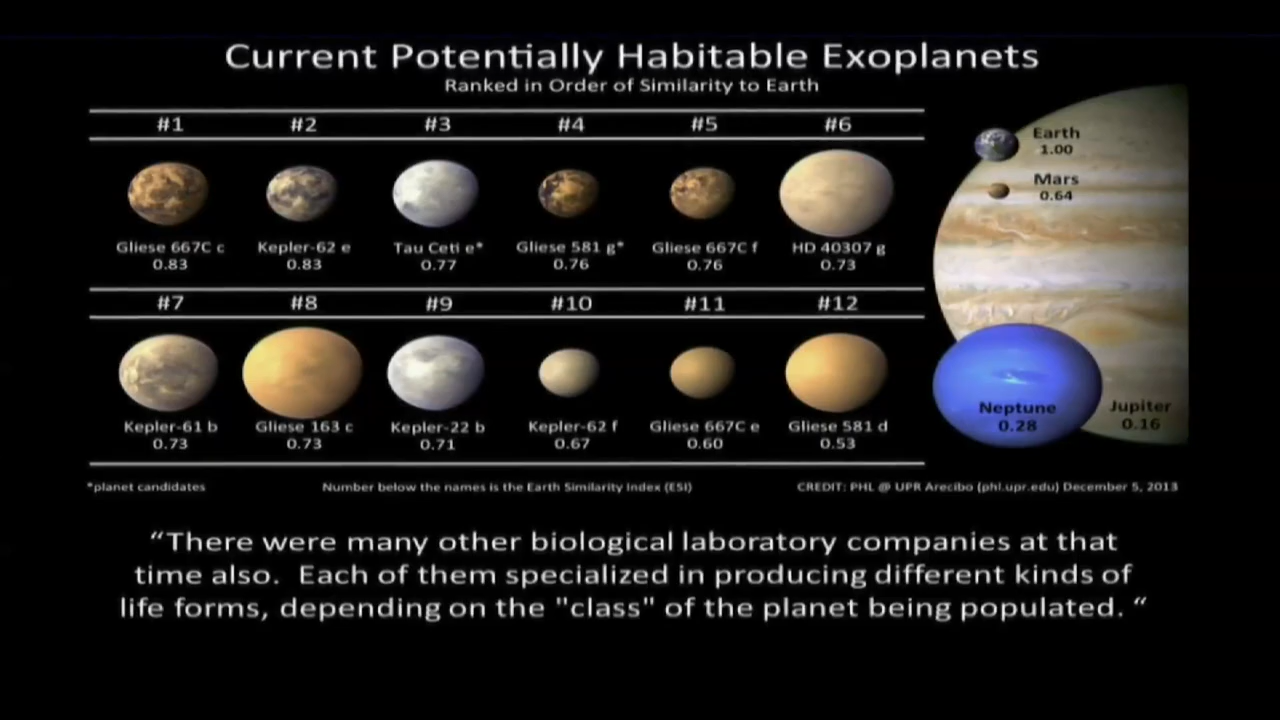 Current Potentially Habitable Exoplanets
Ranked in Order of Similarity to Earth
#1 #2 #3 #4 #5 #6
Gliese 667C c Kepler-62 e Tau Ceti e* Gliese 581 g* Gliese 667C f HD 40307 g
0.83 0.83 0.77 0.76 0.76 0.73
#7 #8 #9 #10 #11 #12
Kepler-61 b Gliese 163 c Kepler-22 b Kepler-62 f Gliese 667C e Gliese 581 d
0.73 0.73 0.71 0.67 0.60 0.53
Earth
1.00
Mars
0.64
Neptune
0.28
Jupiter
0.16
*planet candidates Number below the names is the Earth Similarity Index (ESI) CREDIT: PHL @ UPR Arecibo (phl.upr.edu) December 5, 2013
“There were many other biological laboratory companies at that
time also. Each of them specialized in producing different kinds of
life forms, depending on the "class" of the planet being populated. “